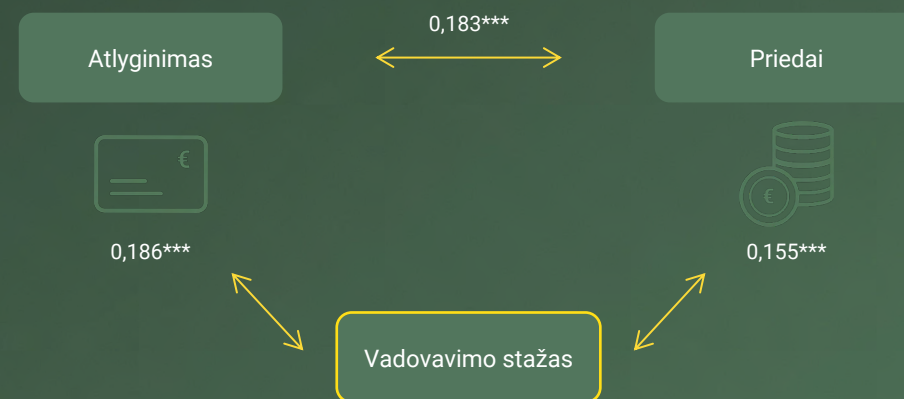 0,183***
Atlyginimas
Priedai
€
€
0,186***
0,155***
Vadovavimo stažas